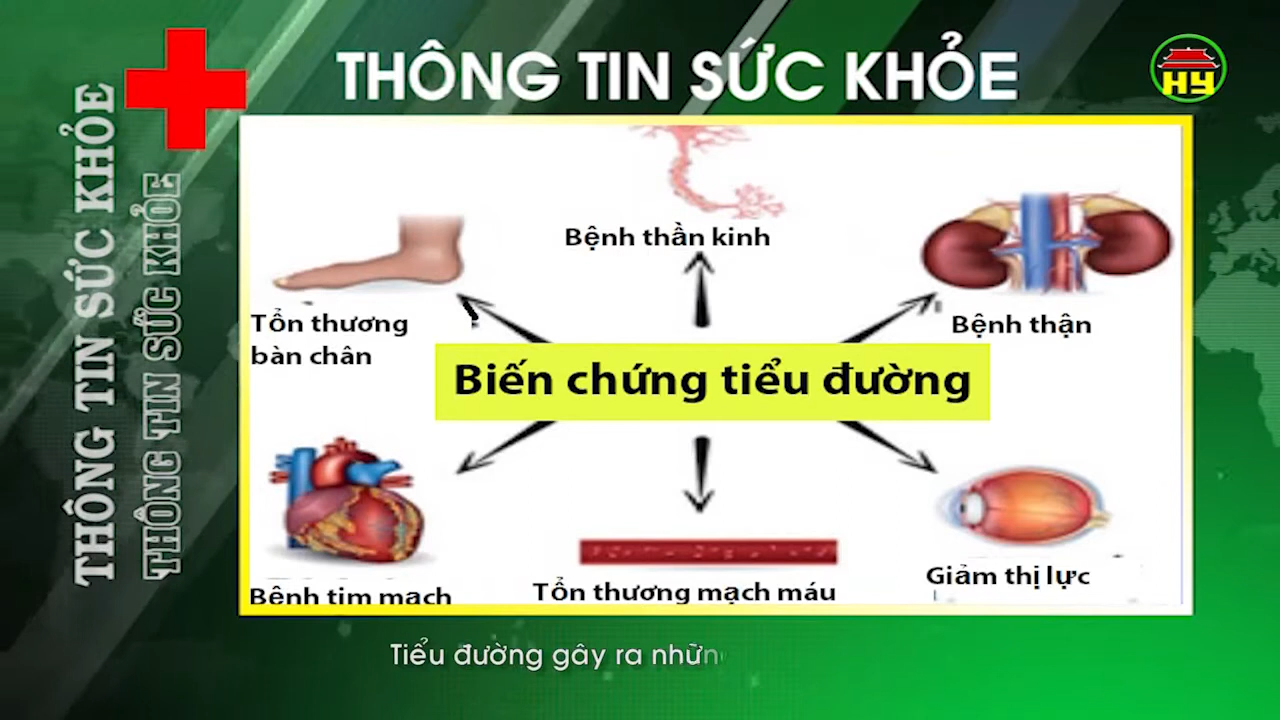 THÔNG TIN SỨC KHỎE
HY
THÔNG TIN SỨC KHỎE
THÔNG TIN SỨC KHỎE
Bệnh thần kinh
Tổn thương
bàn chân
Bệnh thận
Biến chứng tiểu đường
Bệnh tim mạch
Tổn thương mạch máu
Giảm thị lực
Tiểu đường gây ra những